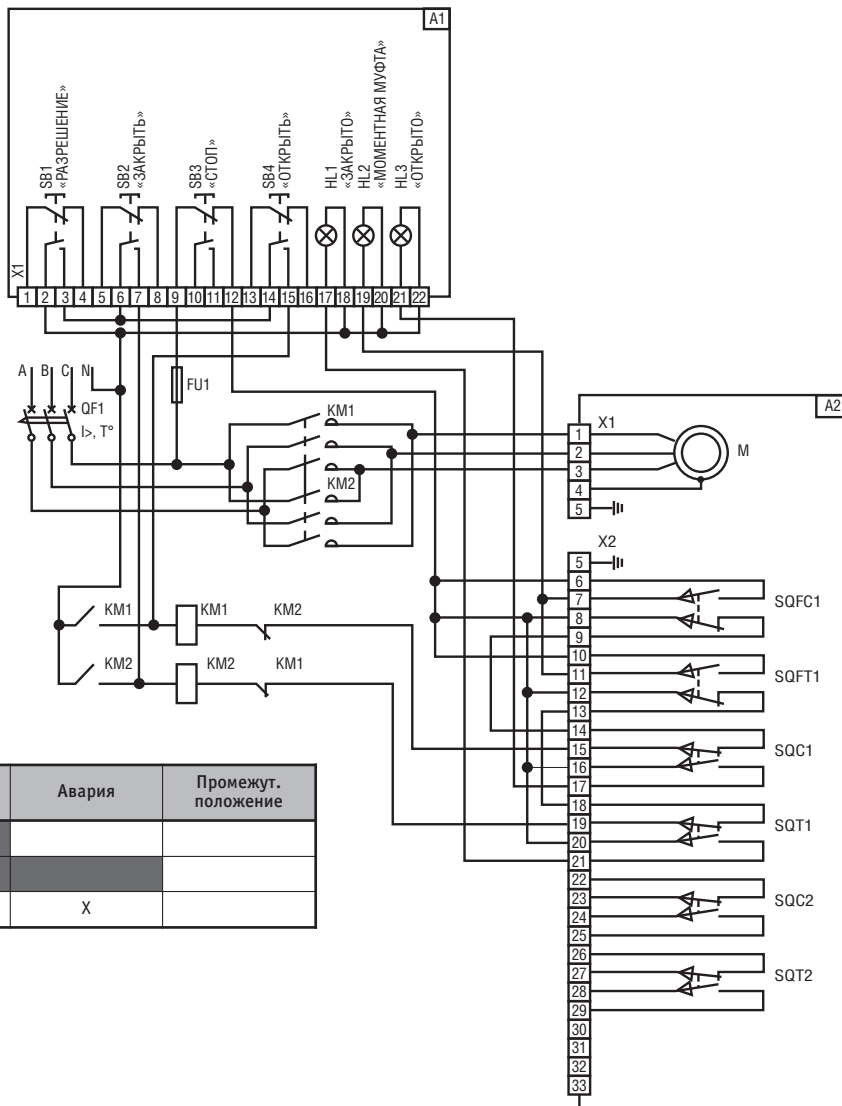 A1
SB1
«РАЗРЕШЕНИЕ»
SB2
«ЗАКРЫТЬ»
SB3
«СТОП»
SB4
«ОТКРЫТЬ»
HL1
«ЗАКРЫТО»
HL2
«МОМЕНТНАЯ МУФТА»
HL3
«ОТКРЫТО»
X1
1 2 3 4 5 6 7 8 9 10 11 12 13 14 15 16 17 18 19 20 21 22
A B C N
QF1
I>, T°
FU1
KM1
KM2
A2
X1
1
2
3
4
5
M
X2
5
6
7
8
9
10
11
12
13
14
15
16
17
18
19
20
21
22
23
24
25
26
27
28
29
30
31
32
33
SQFC1
SQFT1
SQC1
SQT1
SQC2
SQT2
KM1 KM1 KM2
KM2 KM2 KM1
Авария Промежут.
положение
X